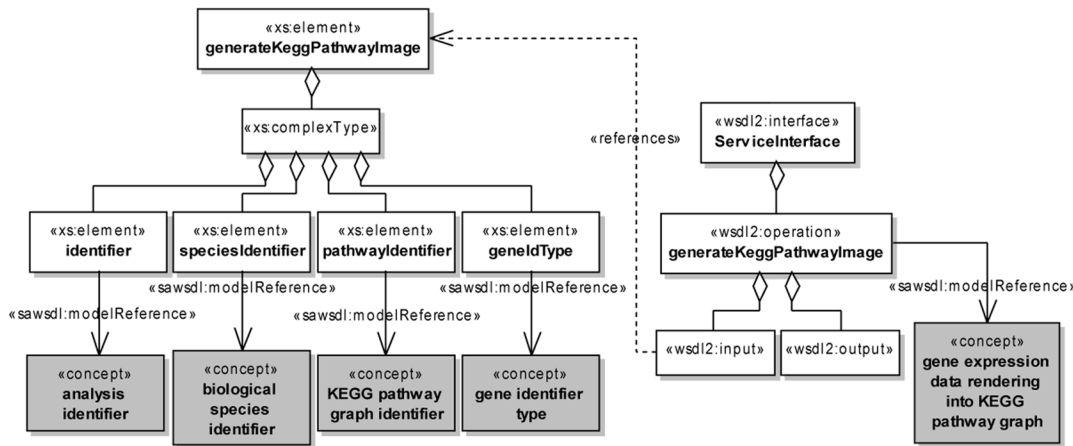 «xs:element»
generateKeggPathwayImage
«xs:complexType»
«references»
«wsdl2:interface»
ServiceInterface
«xs:element»
identifier
«xs:element»
speciesIdentifier
«xs:element»
pathwayIdentifier
«xs:element»
geneIdType
«wsdl2:operation»
generateKeggPathwayImage
«sawsdl:modelReference»
«sawsdl:modelReference»
«sawsdl:modelReference»
«sawsdl:modelReference»
«sawsdl:modelReference»
«concept»
analysis
identifier
«concept»
biological
species
identifier
«concept»
KEGG pathway
graph identifier
«concept»
gene identifier
type
«wsdl2:input»
«wsdl2:output»
«concept»
gene expression
data rendering
into KEGG
pathway graph